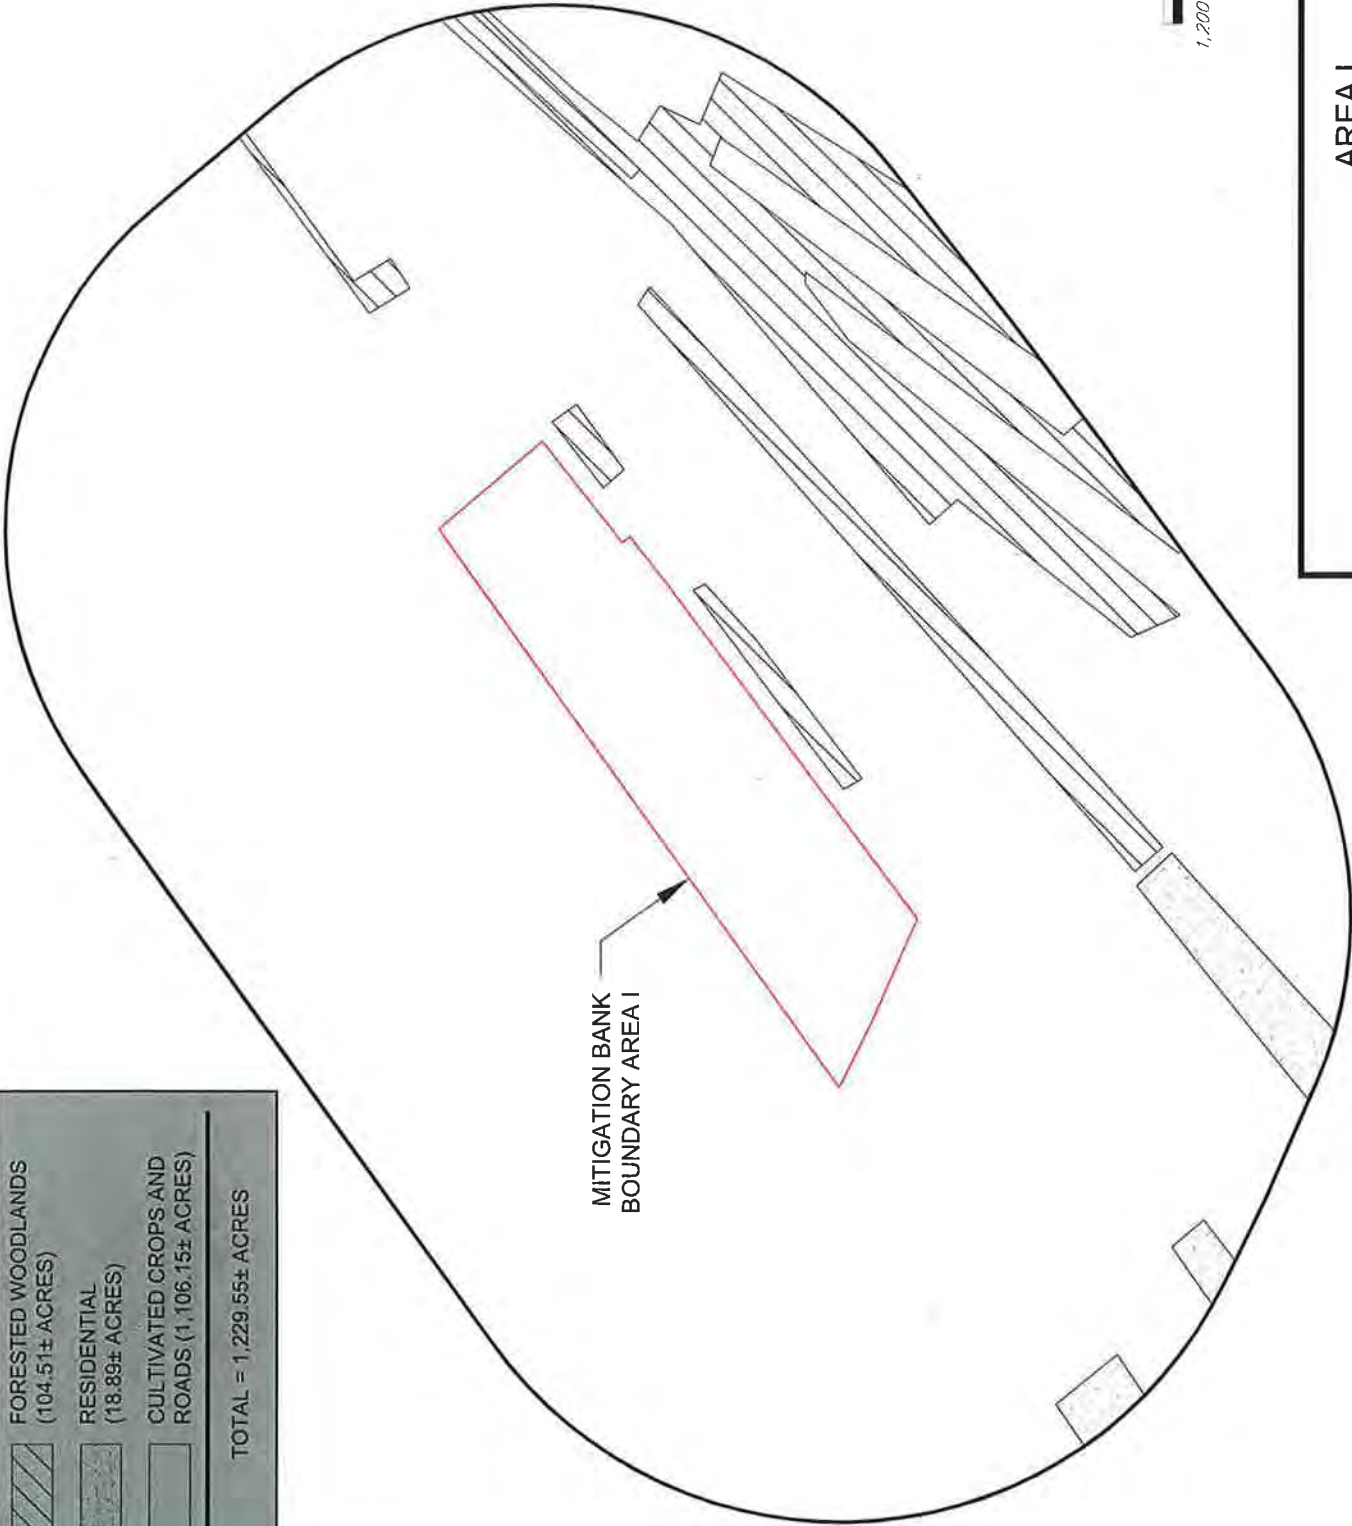 FORESTED WOODLANDS
(104.51± ACRES)
RESIDENTIAL
(18.89± ACRES)
CULTIVATED CROPS AND
ROADS (1,106.15± ACRES)
TOTAL = 1,229.55± ACRES
MITIGATION BANK
BOUNDARY AREA I
1,200
AREA I